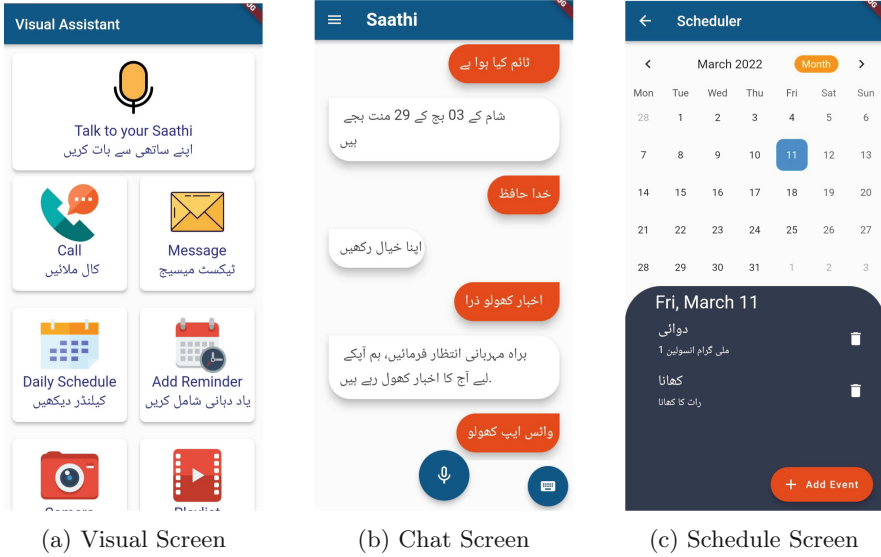 Visual Assistant
Talk to your Saathi
اپنے ساتھی سے بات کریں
Call
کال ملائیں
Message
ٹیکسٹ میسیج
Daily Schedule
کیلنڈر دیکھیں
Add Reminder
یاد دہانی شامل کریں
(a) Visual Screen
Saathi
ٹائم کیا ہوا ہے
شام کے 03 بج کے 29 منت بجے
ہیں
خدا حافظ
اپنا خیال رکھیں
اخبار کھولو ذرا
براہ مہربانی انتظار فرمائیں، ہم آپکے
لیے آج کا اخبار کھول رہے ہیں.
واٹس ایپ کھولو
(b) Chat Screen
Scheduler
March 2022 Month
Mon Tue Wed Thu Fri Sat Sun
28 1 2 3 4 5 6
7 8 9 10 11 12 13
14 15 16 17 18 19 20
21 22 23 24 25 26 27
28 29 30 31 1 2 3
Fri, March 11
دوائی
1 ملی گرام انسولین
کھانا
رات کا کھانا
+ Add Event
(c) Schedule Screen